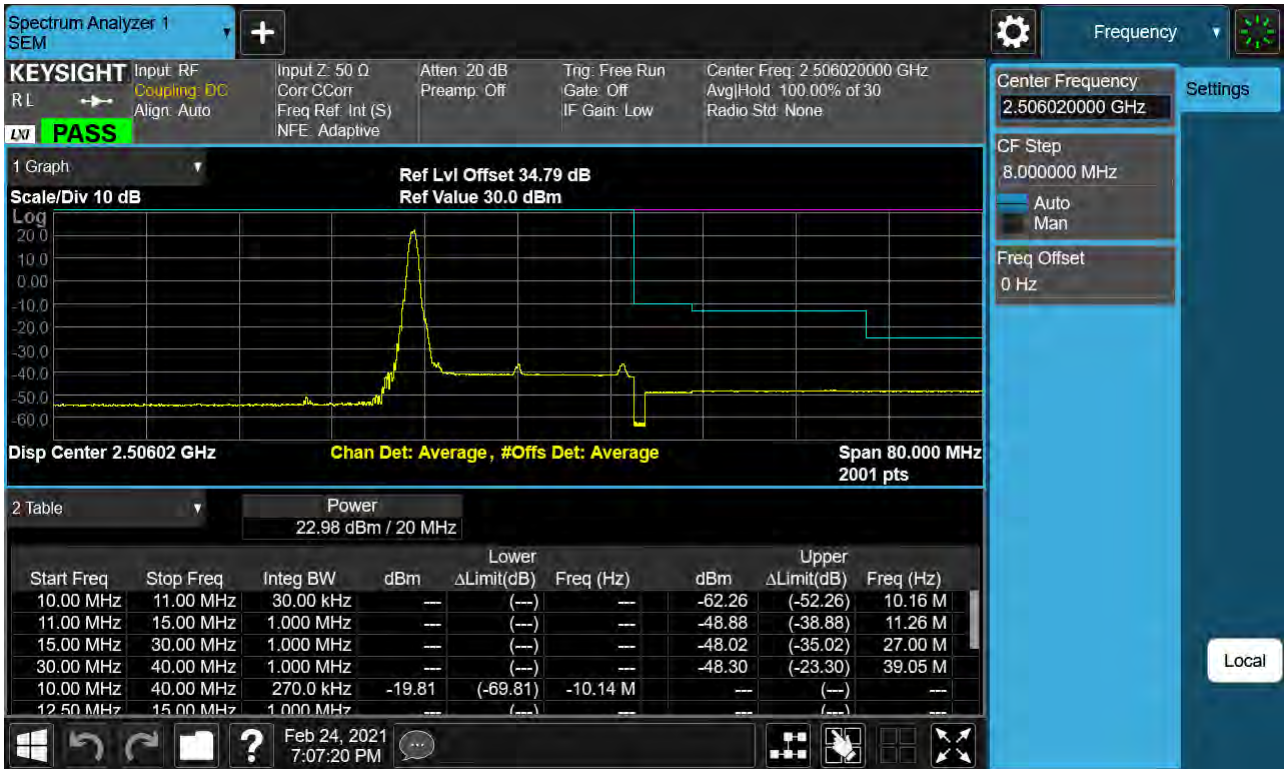 Spectrum Analyzer 1
SEM
Frequency
KEYSIGHT
R L
LXI
PASS
Input: RF
Coupling: DC
Align: Auto
Input Z: 50 Ω
Corr CCorr
Freq Ref: Int (S)
NFE: Adaptive
Atten: 20 dB
Preamp: Off
Trig: Free Run
Gate: Off
IF Gain: Low
Center Freq: 2.506020000 GHz
Avg|Hold: 100.00% of 30
Radio Std: None
Center Frequency
2.506020000 GHz
Settings
CF Step
8.000000 MHz
Auto
Man
Freq Offset
0 Hz
Local
1 Graph
Scale/Div 10 dB
Ref Lvl Offset 34.79 dB
Ref Value 30.0 dBm
Log
20.0
10.0
0.00
-10.0
-20.0
-30.0
-40.0
-50.0
-60.0
Disp Center 2.50602 GHz
Chan Det: Average, #Offs Det: Average
Span 80.000 MHz
2001 pts
2 Table
Power
22.98 dBm / 20 MHz
Lower Upper
Start Freq Stop Freq Integ BW dBm ΔLimit(dB) Freq (Hz) dBm ΔLimit(dB) Freq (Hz)
10.00 MHz 11.00 MHz 30.00 kHz --- (---) --- -62.26 (-52.26) 10.16 M
11.00 MHz 15.00 MHz 1.000 MHz --- (---) --- -48.88 (-38.88) 11.26 M
15.00 MHz 30.00 MHz 1.000 MHz --- (---) --- -48.02 (-35.02) 27.00 M
30.00 MHz 40.00 MHz 1.000 MHz --- (---) --- -48.30 (-23.30) 39.05 M
10.00 MHz 40.00 MHz 270.0 kHz -19.81 (-69.81) -10.14 M --- (---) ---
12.50 MHz 15.00 MHz 1.000 MHz --- (---) --- --- (---) ---
Feb 24, 2021
7:07:20 PM